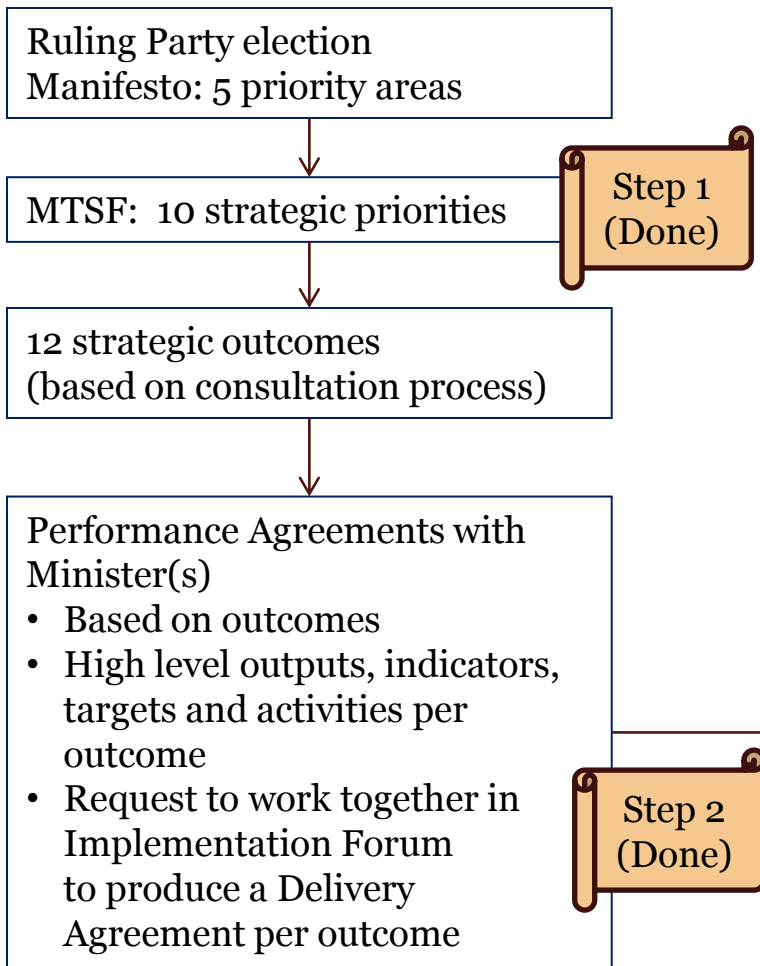 Ruling Party election
Manifesto: 5 priority areas
MTSF:  10 strategic priorities
Step 1
(Done)
12 strategic outcomes
(based on consultation process)
Performance Agreements with
Minister(s)
• Based on outcomes
• High level outputs, indicators,
targets and activities per
outcome
• Request to work together in
Implementation Forum
to produce a Delivery
Agreement per outcome
Step 2
(Done)